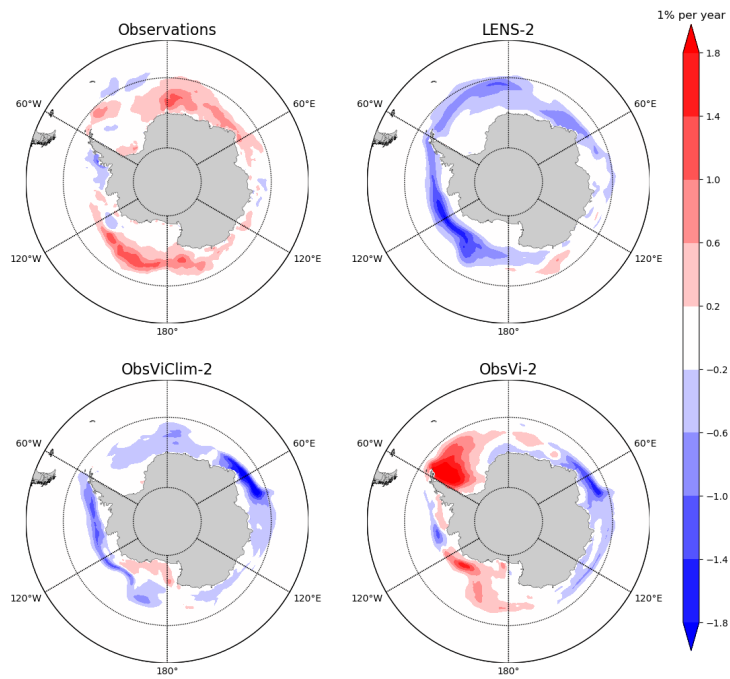 1% per year
Observations
LENS-2
60°W
60°E
60°W
60°E
120°W
120°E
120°W
120°E
180°
180°
ObsViClim-2
ObsVi-2
60°W
60°E
60°W
60°E
120°W
120°E
120°W
120°E
180°
180°
1.8
1.4
1.0
0.6
0.2
−0.2
−0.6
−1.0
−1.4
−1.8